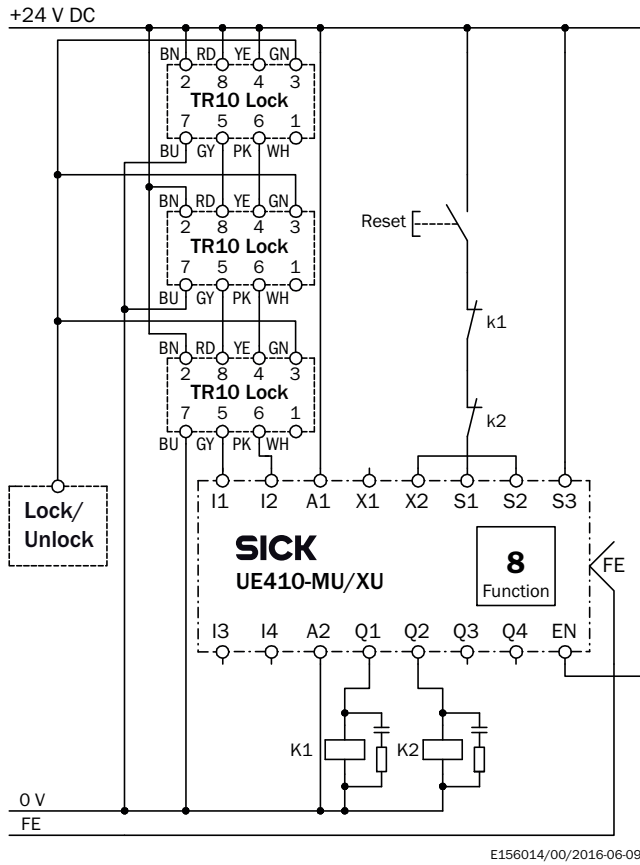 +24 V DC
BN RD YE GN
2 8 4 3
TR10 Lock
7 5 6 1
BU GY PK WH
BN RD YE GN
2 8 4 3
Reset
TR10 Lock
7 5 6 1
BU GY PK WH
k1
BN RD YE GN
2 8 4 3
TR10 Lock
7 5 6 1
k2
BU GY PK WH
Lock/
Unlock
I1 I2 A1 X1 X2 S1 S2 S3
SICK
UE410-MU/XU
8
Function
FE
I3 I4 A2 Q1 Q2 Q3 Q4 EN
K1 K2
0 V
FE
E156014/00/2016-06-09